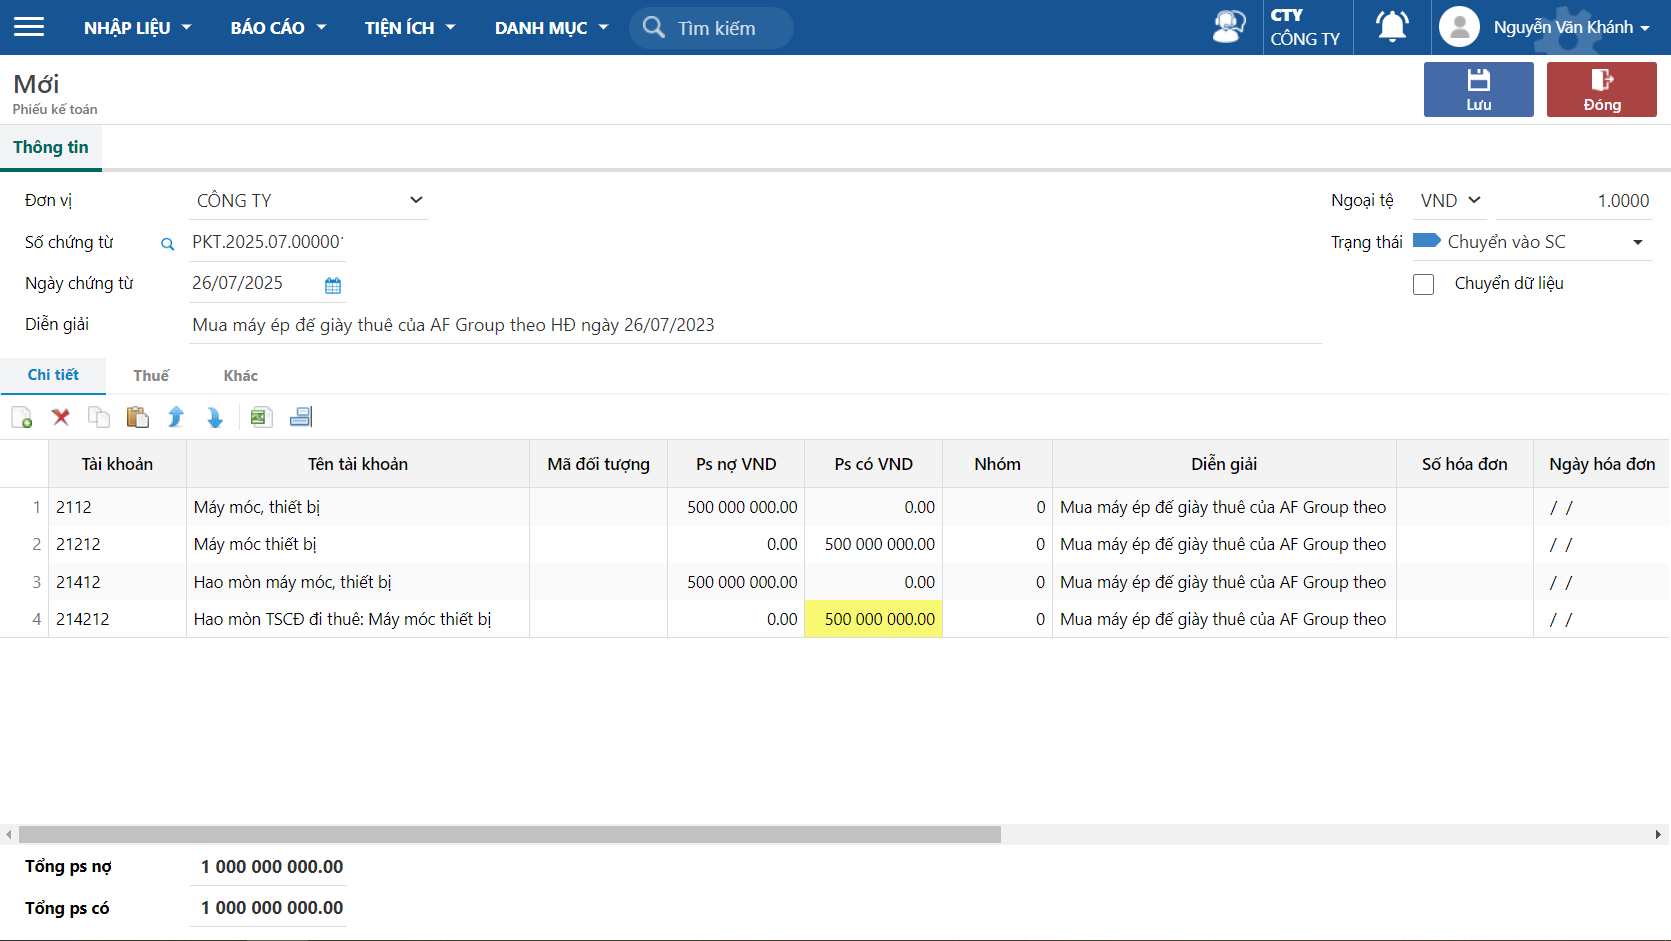 NHẬP LIỆU BÁO CÁO TIỆN ÍCH DANH MỤC Tìm kiếm CTY CÔNG TY Nguyễn Văn Khánh
Mới
Phiếu kế toán
Lưu Đóng
Thông tin
Đơn vị CÔNG TY Ngoại tệ VND 1.0000
Số chứng từ PKT.2025.07.00000 Trạng thái Chuyển vào SC
Ngày chứng từ 26/07/2025 Chuyển dữ liệu
Diễn giải Mua máy ép đế giày thuê của AF Group theo HĐ ngày 26/07/2023
Chi tiết Thuế Khác
Tài khoản Tên tài khoản Mã đối tượng Ps nợ VND Ps có VND Nhóm Diễn giải Số hóa đơn Ngày hóa đơn
1 2112 Máy móc, thiết bị 500 000 000.00 0.00 0 Mua máy ép đế giày thuê của AF Group theo / /
2 21212 Máy móc thiết bị 0.00 500 000 000.00 0 Mua máy ép đế giày thuê của AF Group theo / /
3 21412 Hao mòn máy móc, thiết bị 500 000 000.00 0.00 0 Mua máy ép đế giày thuê của AF Group theo / /
4 214212 Hao mòn TSCĐ đi thuê: Máy móc thiết bị 0.00 500 000 000.00 0 Mua máy ép đế giày thuê của AF Group theo / /
Tổng ps nợ 1 000 000 000.00
Tổng ps có 1 000 000 000.00